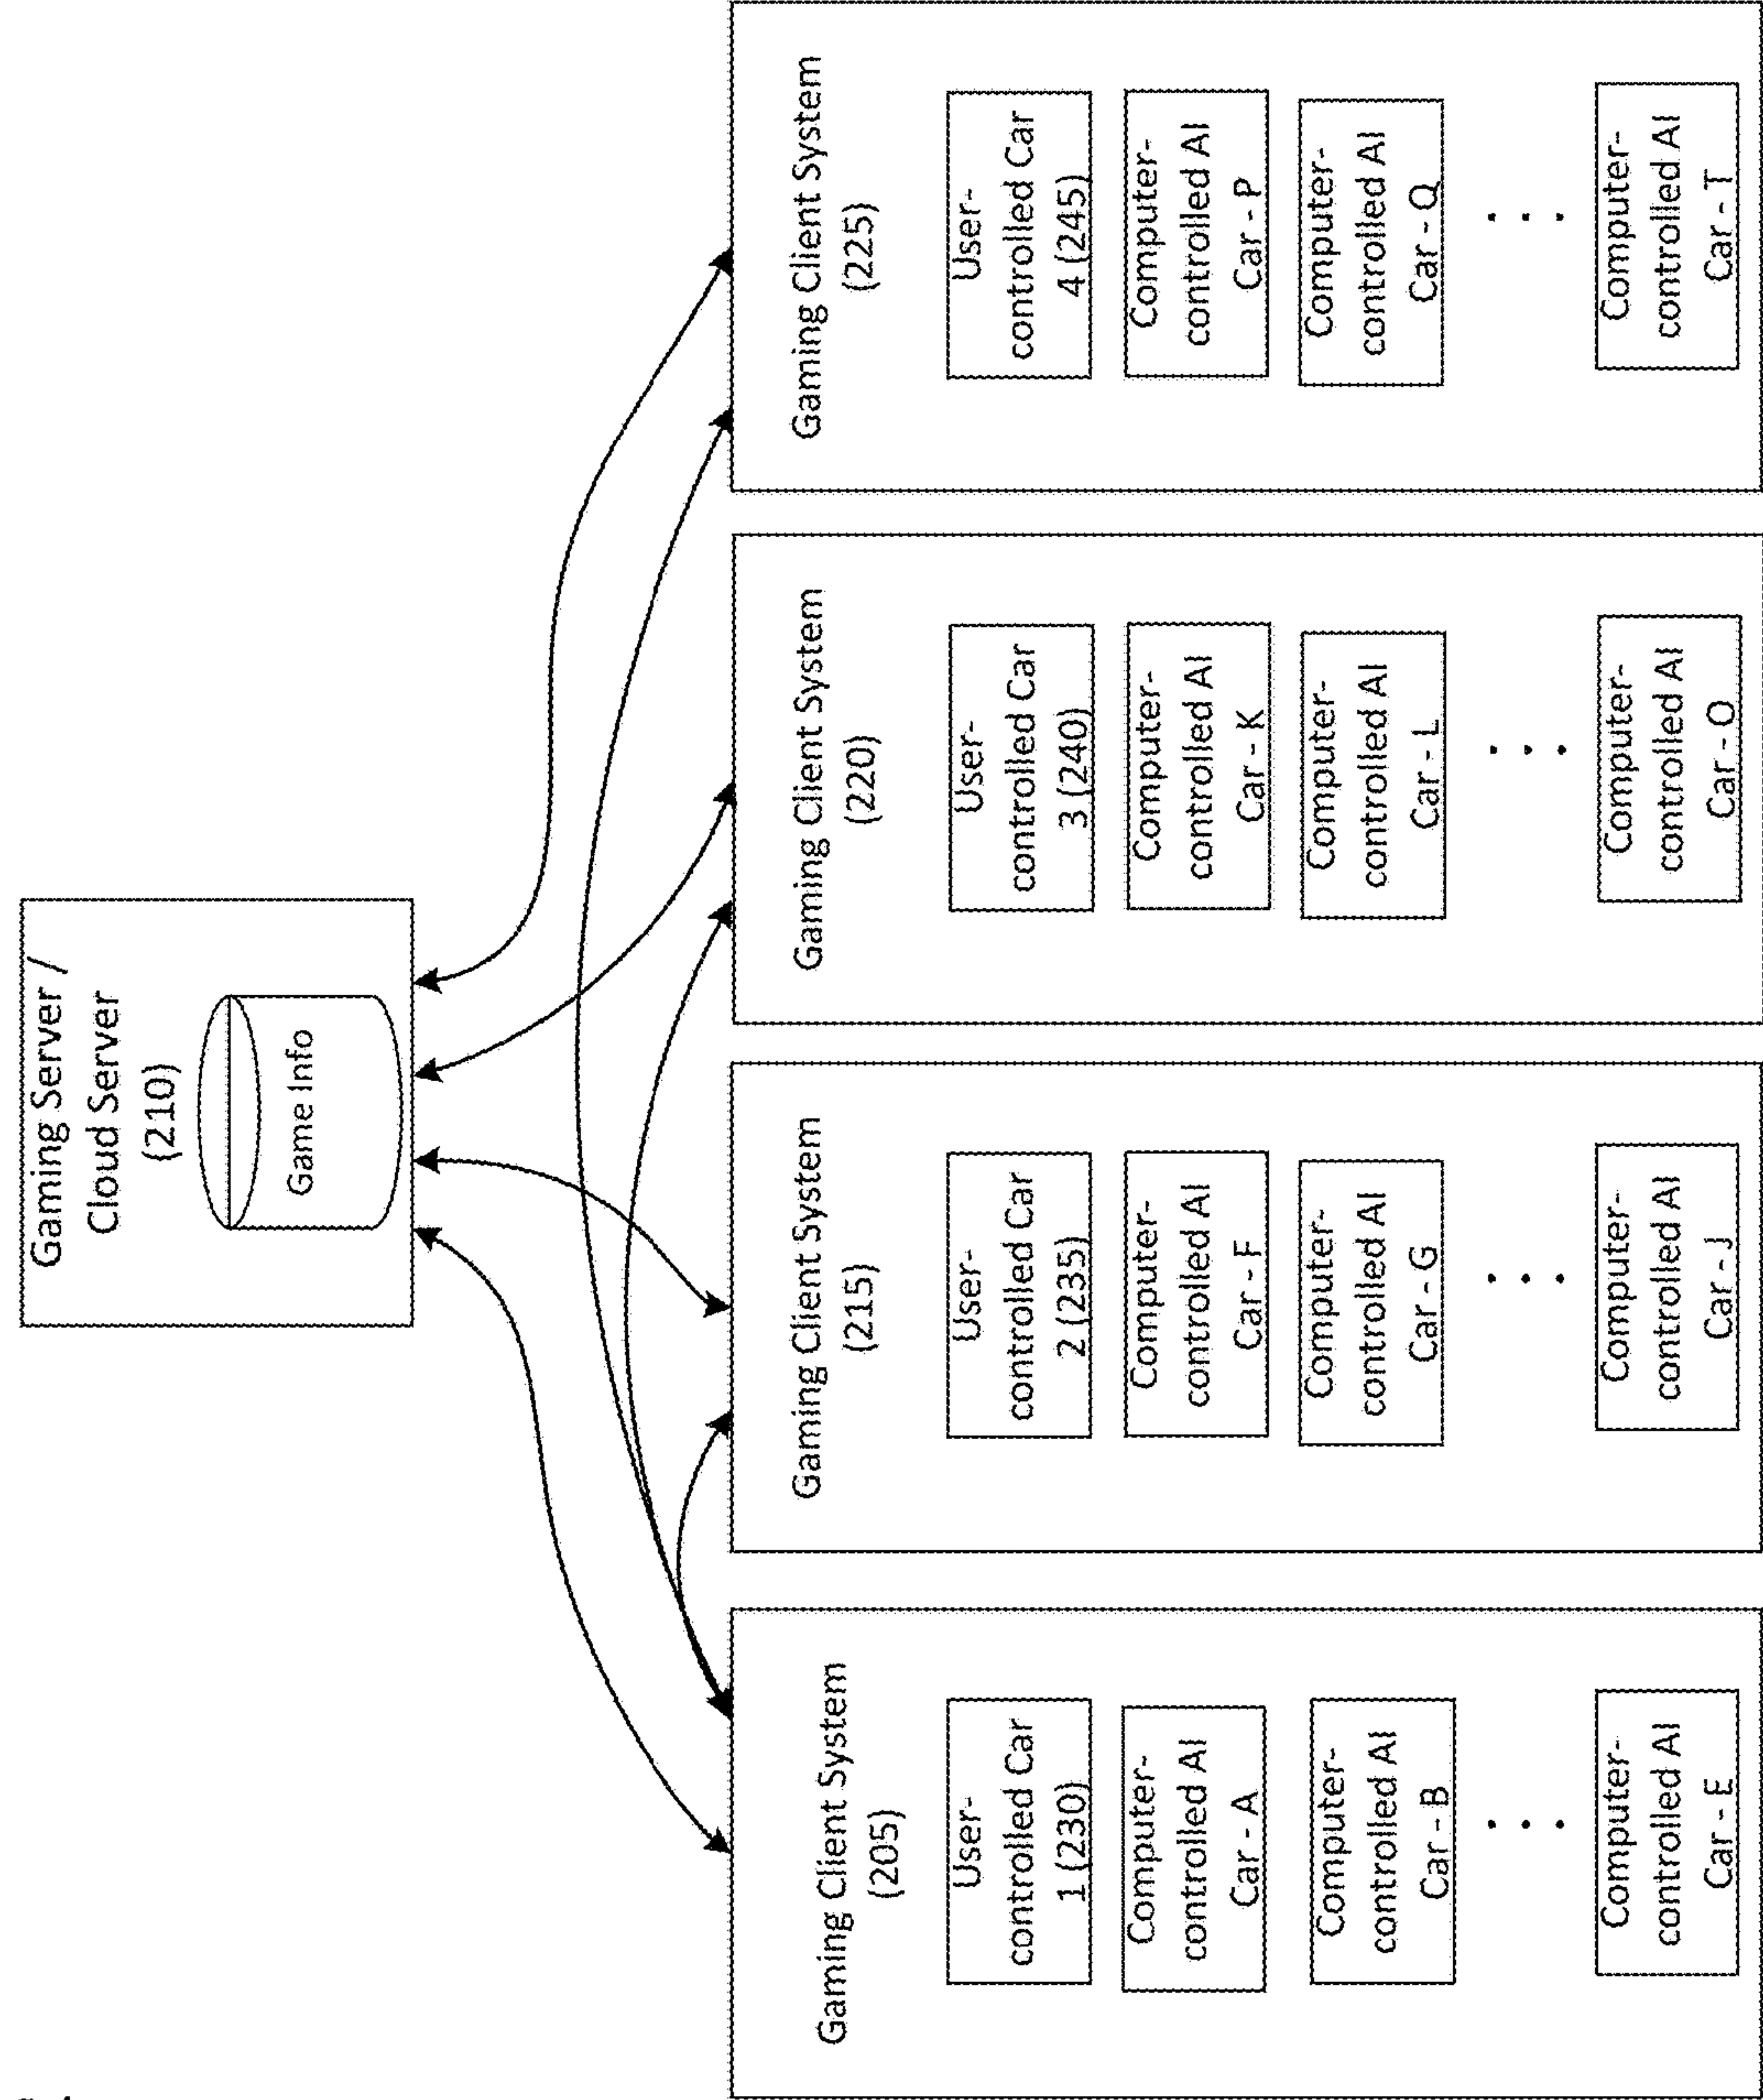 Gaming Server /
Cloud Server
(210)
Game Info
Gaming Client System
(205)
User-
controlled Car
1 (230)
Computer-
controlled AI
Car - A
Computer-
controlled AI
Car - B
Computer-
controlled AI
Car - E
Gaming Client System
(215)
User-
controlled Car
2 (235)
Computer-
controlled AI
Car - F
Computer-
controlled AI
Car - G
Computer-
controlled AI
Car - J
Gaming Client System
(220)
User-
controlled Car
3 (240)
Computer-
controlled AI
Car - K
Computer-
controlled AI
Car - L
Computer-
controlled AI
Car - O
Gaming Client System
(225)
User-
controlled Car
4 (245)
Computer-
controlled AI
Car - P
Computer-
controlled AI
Car - Q
Computer-
controlled AI
Car - T